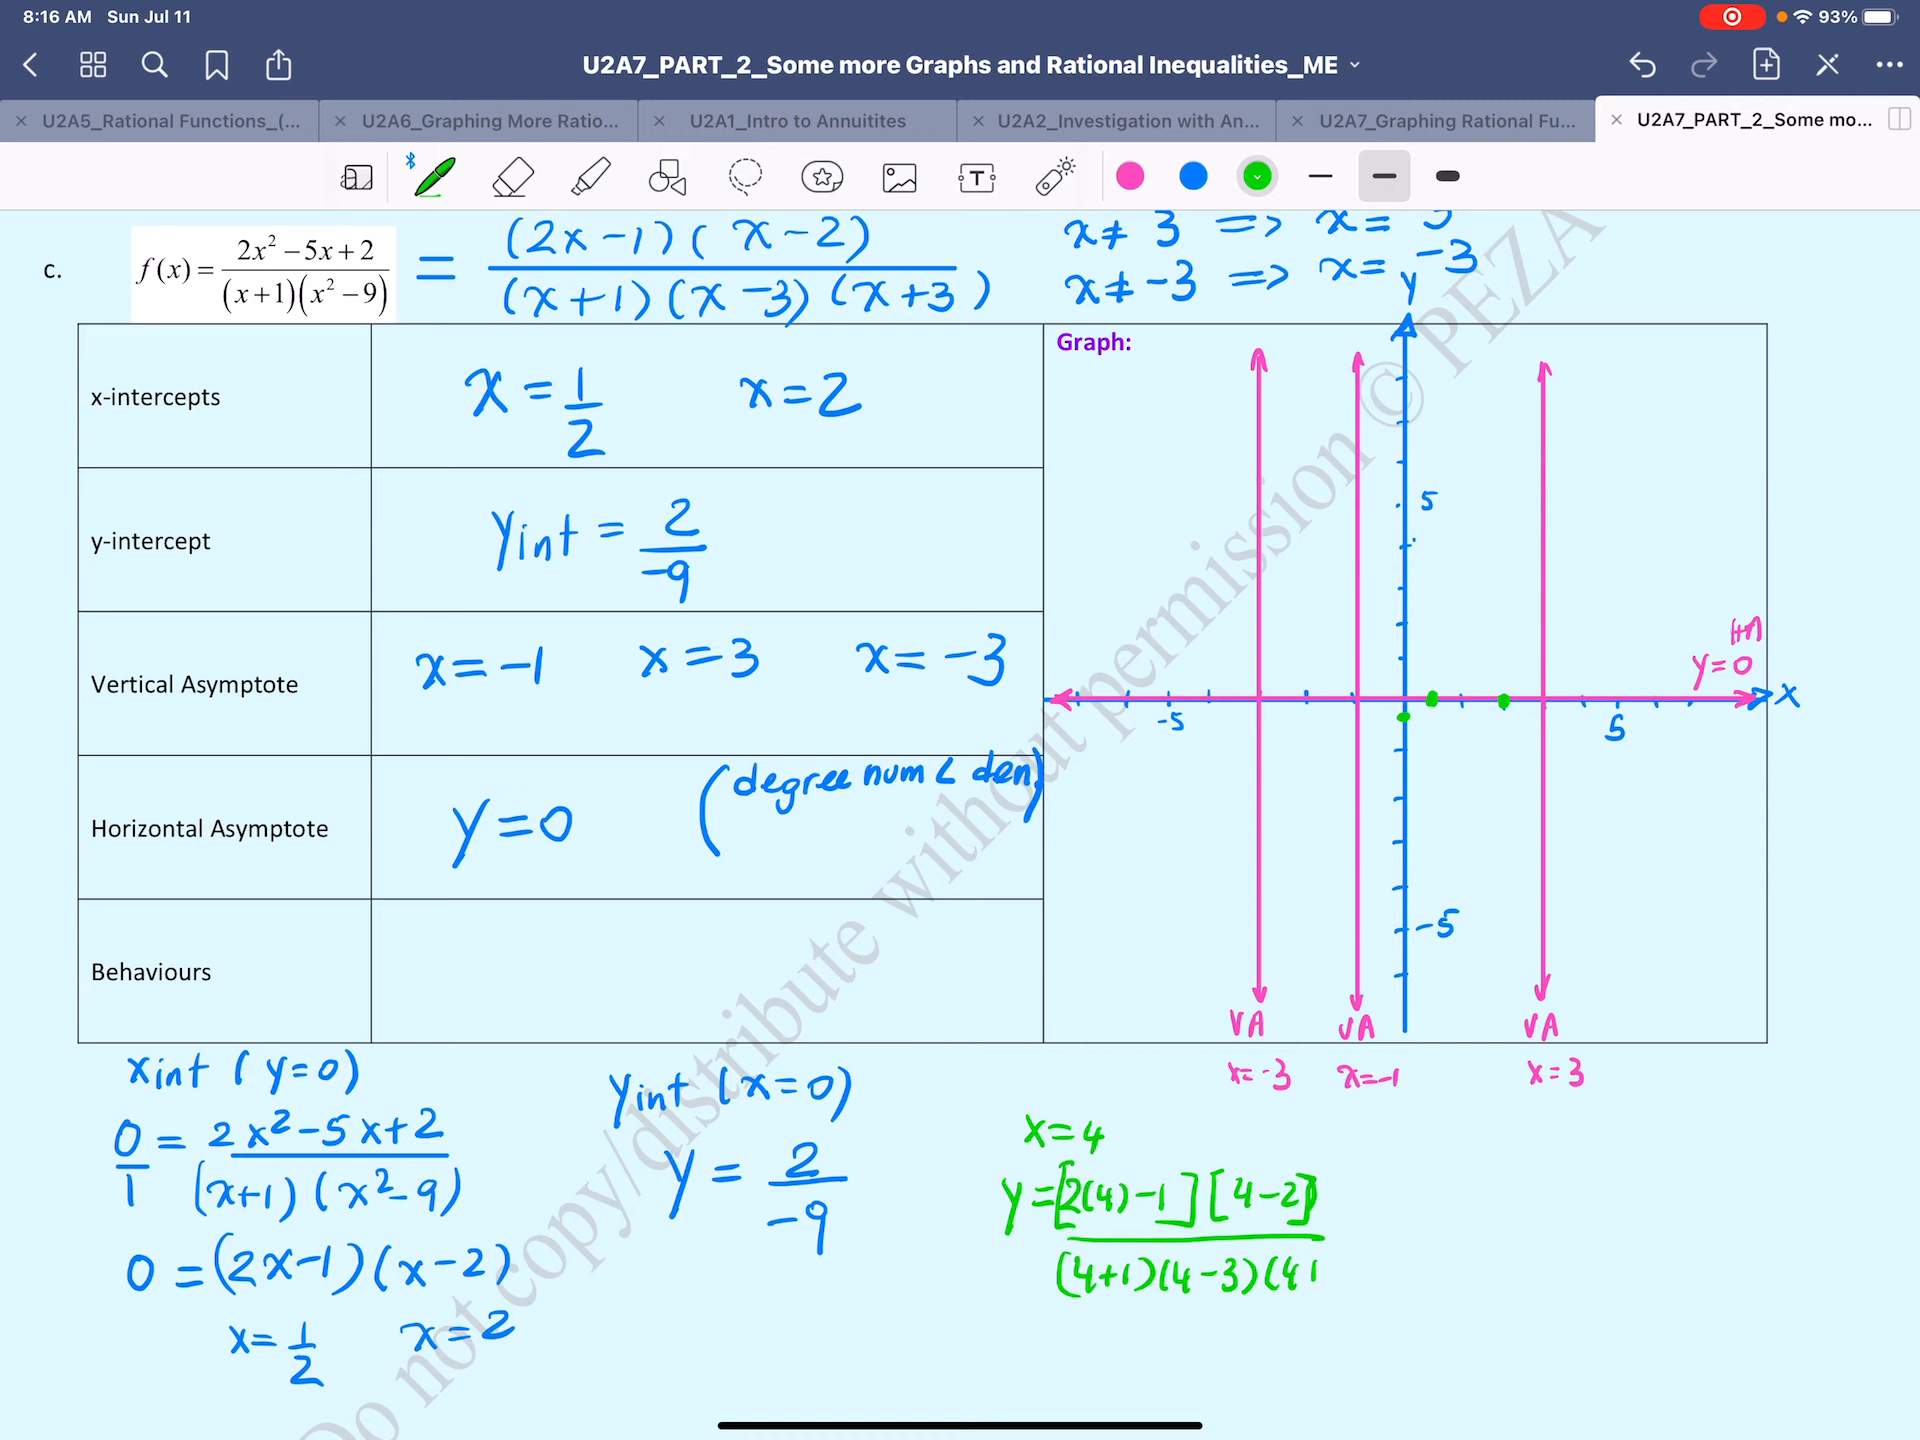 8:16 AM Sun Jul 11
93%
U2A7_PART_2_Some more Graphs and Rational Inequalities_ME
U2A5_Rational Functions_(...
U2A6_Graphing More Ratio...
U2A1_Intro to Annuitites
U2A2_Investigation with An...
U2A7_Graphing Rational Fu...
U2A7_PART_2_Some mo...
c. f(x) = (2x² − 5x + 2) / ((x+1)(x² − 9)) = (2x−1)(x−2) / (x+1)(x−3)(x+3)
x≠ 3 => x= 3
x≠ −3 => x= −3
x-intercepts x = 1/2 x = 2
y-intercept yint = 2/−9
Vertical Asymptote x = −1 x = 3 x = −3
Horizontal Asymptote y = 0 (degree num < den)
Behaviours
Graph:
y
5
HA
y=0
x
-5
5
-5
VA
x=-3
VA
x=-1
VA
x=3
xint (y=0)
0/1 = (2x²−5x+2) / (x+1)(x²−9)
0 = (2x−1)(x−2)
x= 1/2 x=2
yint (x=0)
y = 2/−9
x=4
y = [2(4)−1][4−2] / (4+1)(4−3)(4
Do not copy/distribute without permission © PEZA